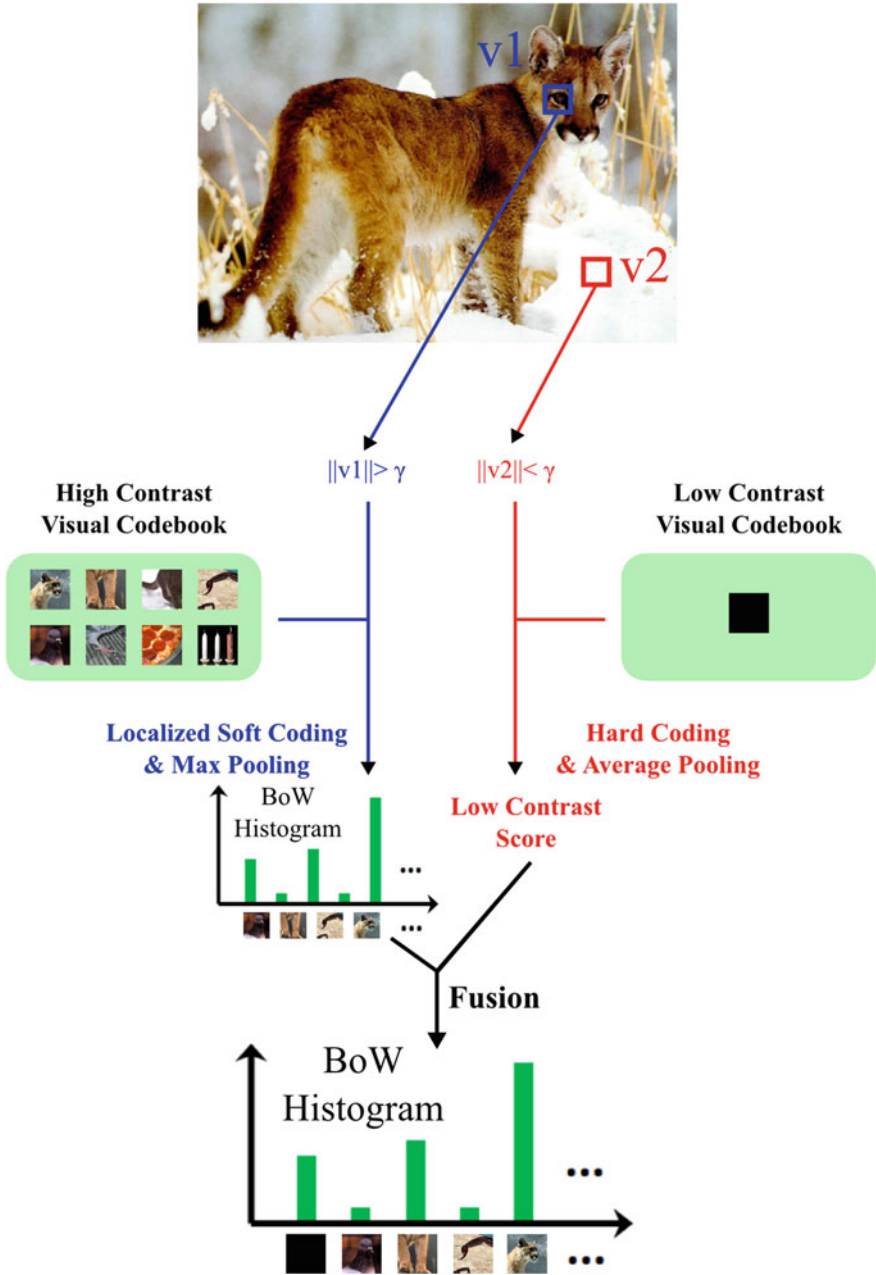 v1
v2
||v1||> γ
||v2||< γ
High Contrast
Visual Codebook
Low Contrast
Visual Codebook
Localized Soft Coding
& Max Pooling
Hard Coding
& Average Pooling
BoW
Histogram
...
...
Low Contrast
Score
Fusion
BoW
Histogram
...
...